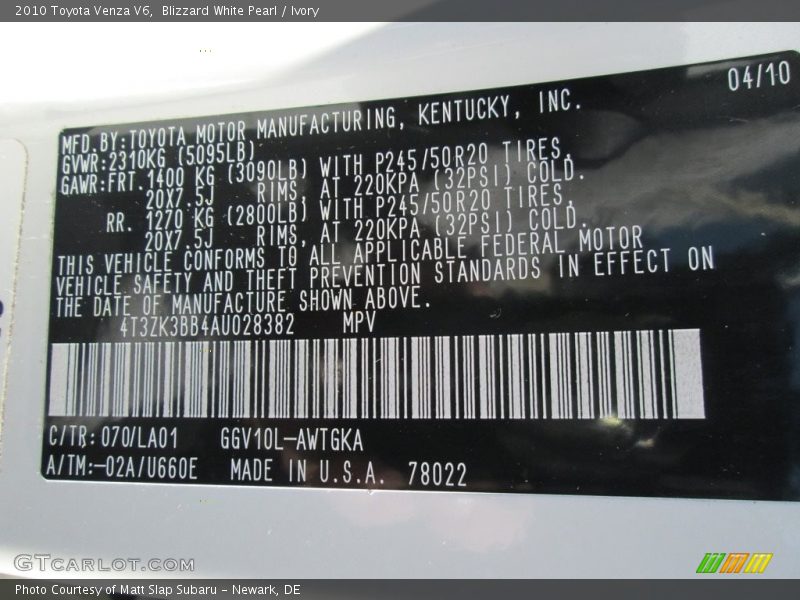 2010 Toyota Venza V6,  Blizzard White Pearl / Ivory
04/10
MFD. BY:TOYOTA MOTOR MANUFACTURING, KENTUCKY, INC.
GVWR:2310KG (5095LB)
GAWR:FRT. 1400 KG (3090LB) WITH P245/50R20 TIRES,
20X7.5J RIMS, AT 220KPA (32PSI) COLD.
RR. 1270 KG (2800LB) WITH P245/50R20 TIRES,
20X7.5J RIMS, AT 220KPA (32PSI) COLD.
THIS VEHICLE CONFORMS TO ALL APPLICABLE FEDERAL MOTOR
VEHICLE SAFETY AND THEFT PREVENTION STANDARDS IN EFFECT ON
THE DATE OF MANUFACTURE SHOWN ABOVE.
4T3ZK3BB4AU028382 MPV
C/TR:070/LA01 GGV10L-AWTGKA
A/TM:-02A/U660E MADE IN U.S.A. 78022
GTCARLOT.COM
Photo Courtesy of Matt Slap Subaru - Newark, DE